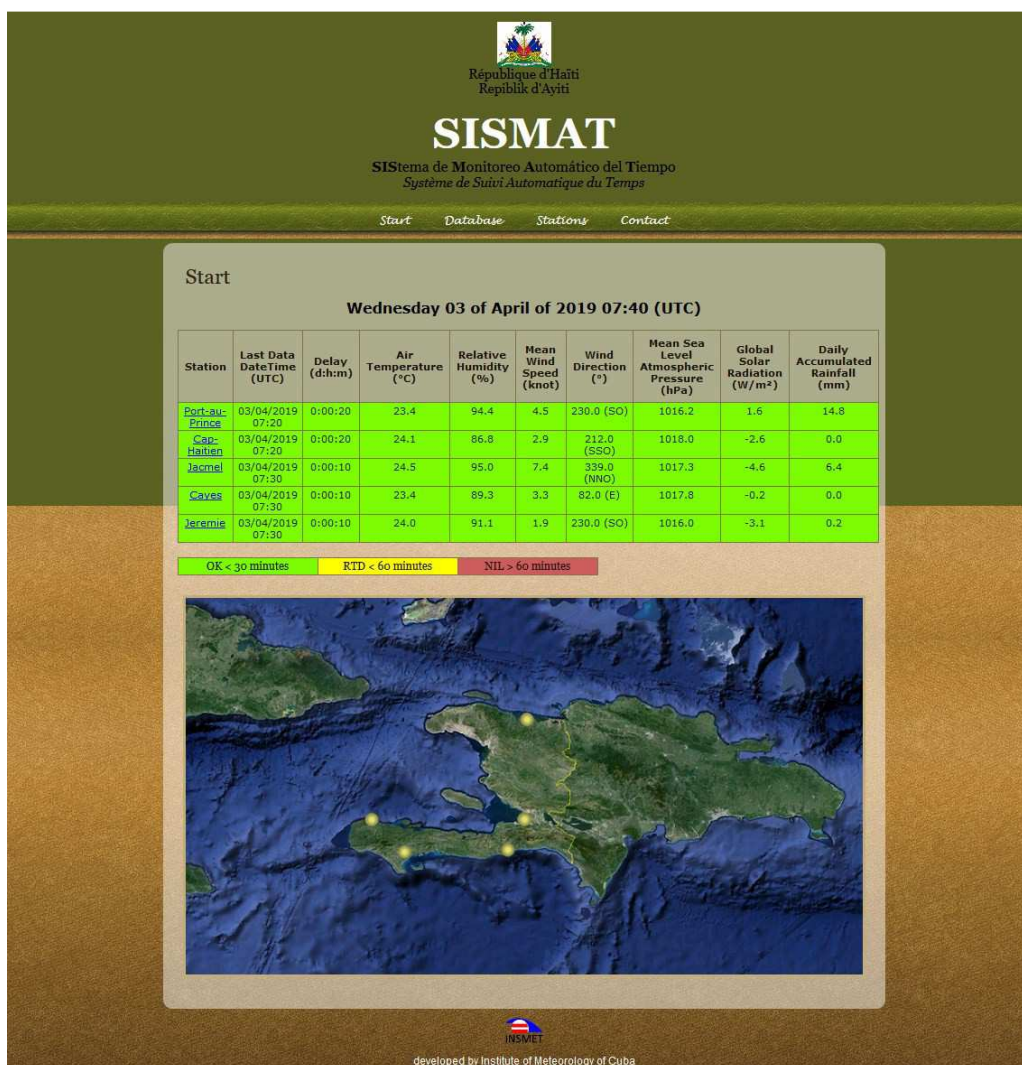 République d'Haïti
Repiblik d'Ayiti
SISMAT
SIStema de Monitoreo Automático del Tiempo
Système de Suivi Automatique du Temps
Start Database Stations Contact
Start
Wednesday 03 of April of 2019 07:40 (UTC)
Station Last Data DateTime (UTC) Delay (d:h:m) Air Temperature (°C) Relative Humidity (%) Mean Wind Speed (knot) Wind Direction (°) Mean Sea Level Atmospheric Pressure (hPa) Global Solar Radiation (W/m²) Daily Accumulated Rainfall (mm)
Port-au-Prince 03/04/2019 07:20 0:00:20 23.4 94.4 4.5 230.0 (SO) 1016.2 1.6 14.8
Cap-Haitien 03/04/2019 07:20 0:00:20 24.1 86.8 2.9 212.0 (SSO) 1018.0 -2.6 0.0
Jacmel 03/04/2019 07:30 0:00:10 24.5 95.0 7.4 339.0 (NNO) 1017.3 -4.6 6.4
Cayes 03/04/2019 07:30 0:00:10 23.4 89.3 3.3 82.0 (E) 1017.8 -0.2 0.0
Jeremie 03/04/2019 07:30 0:00:10 24.0 91.1 1.9 230.0 (SO) 1016.0 -3.1 0.2
OK < 30 minutes RTD < 60 minutes NIL > 60 minutes
INSMET
developed by Institute of Meteorology of Cuba